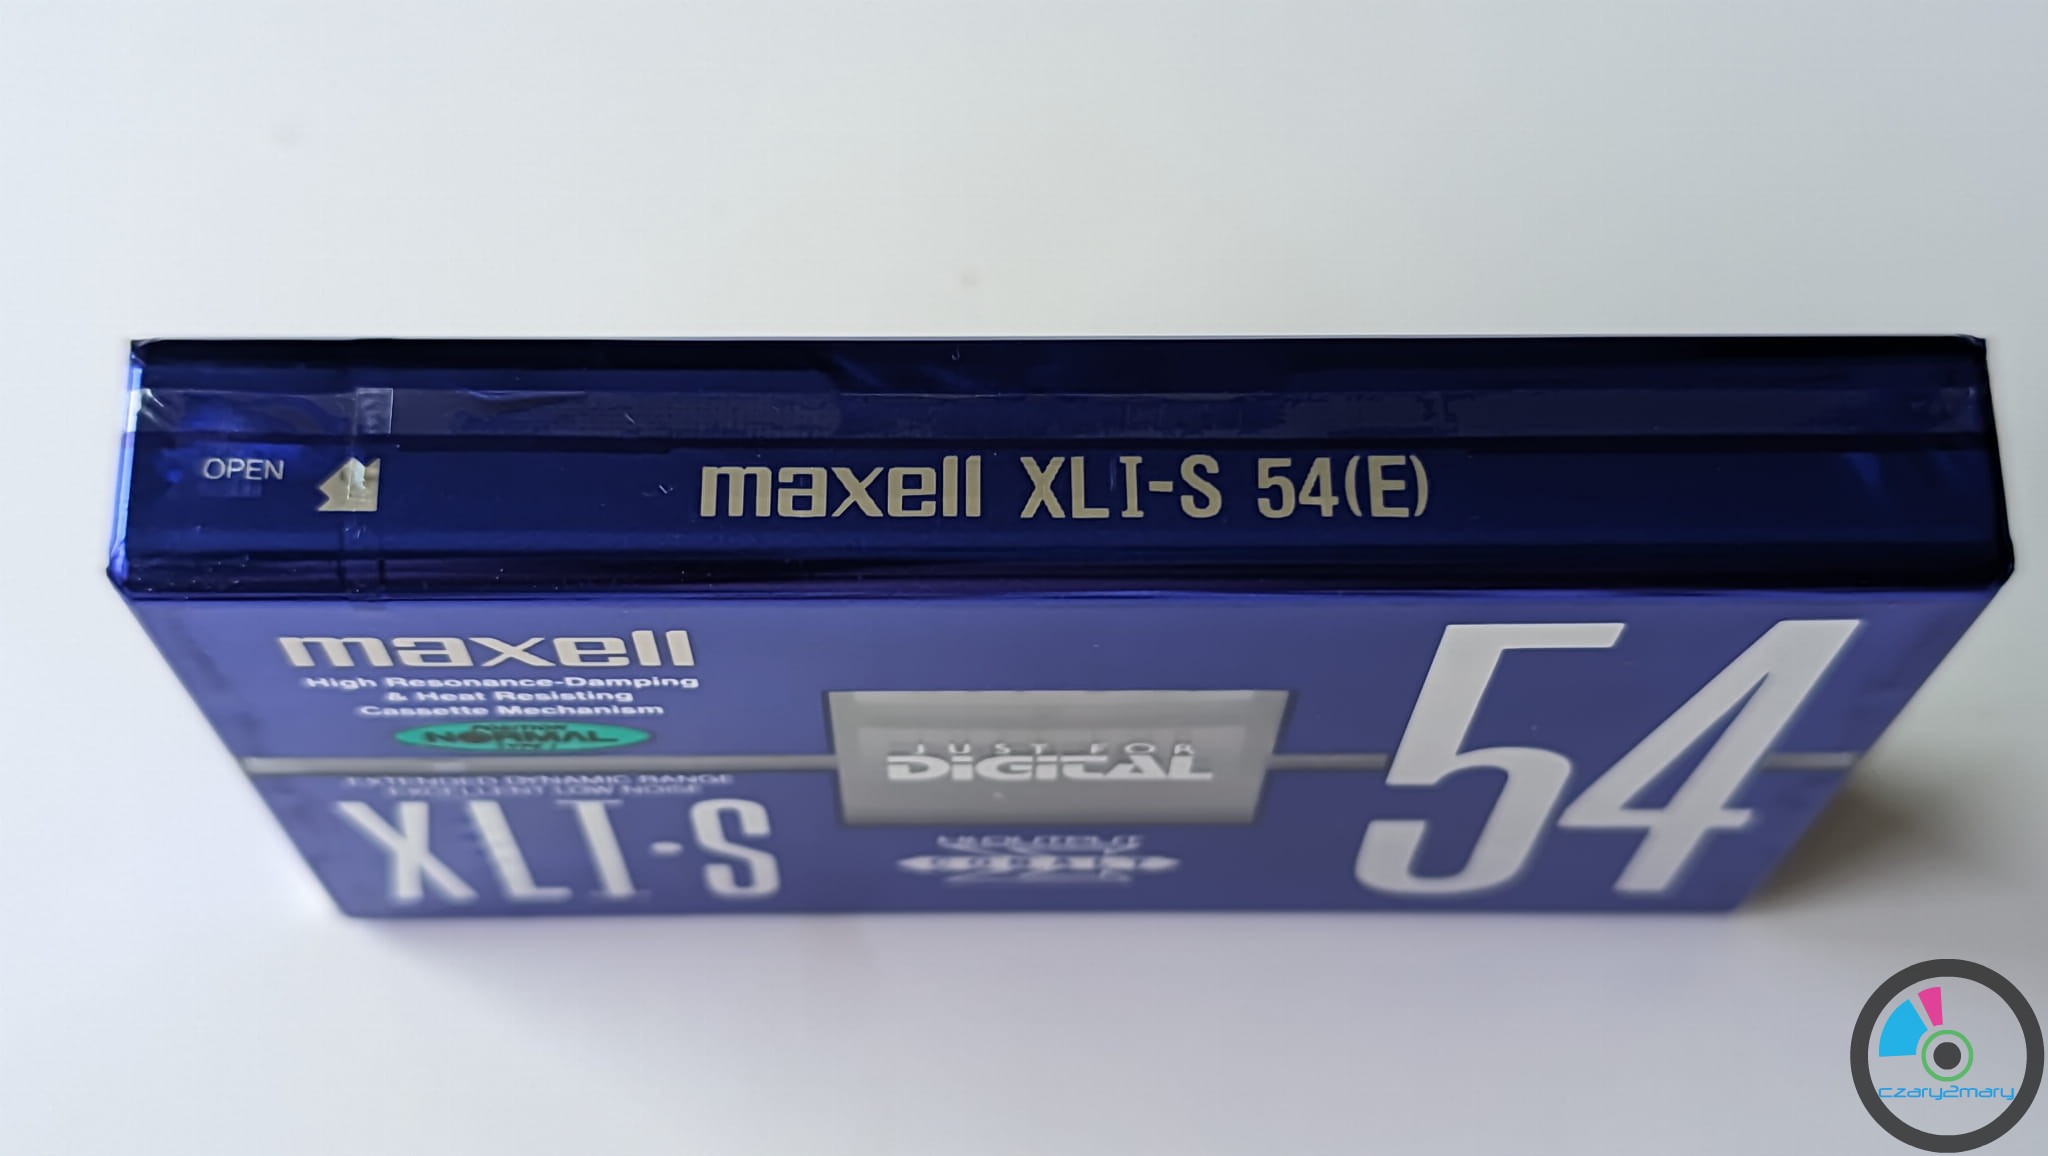 OPEN
maxell XLI-S 54(E)
maxell
High Resonance-Damping
& Heat Resisting
Cassette Mechanism
POSITION
NORMAL
EXTENDED DYNAMIC RANGE
EXCELLENT LOW NOISE
XLI·S
JUST FOR
DIGITAL
54
czary2mary